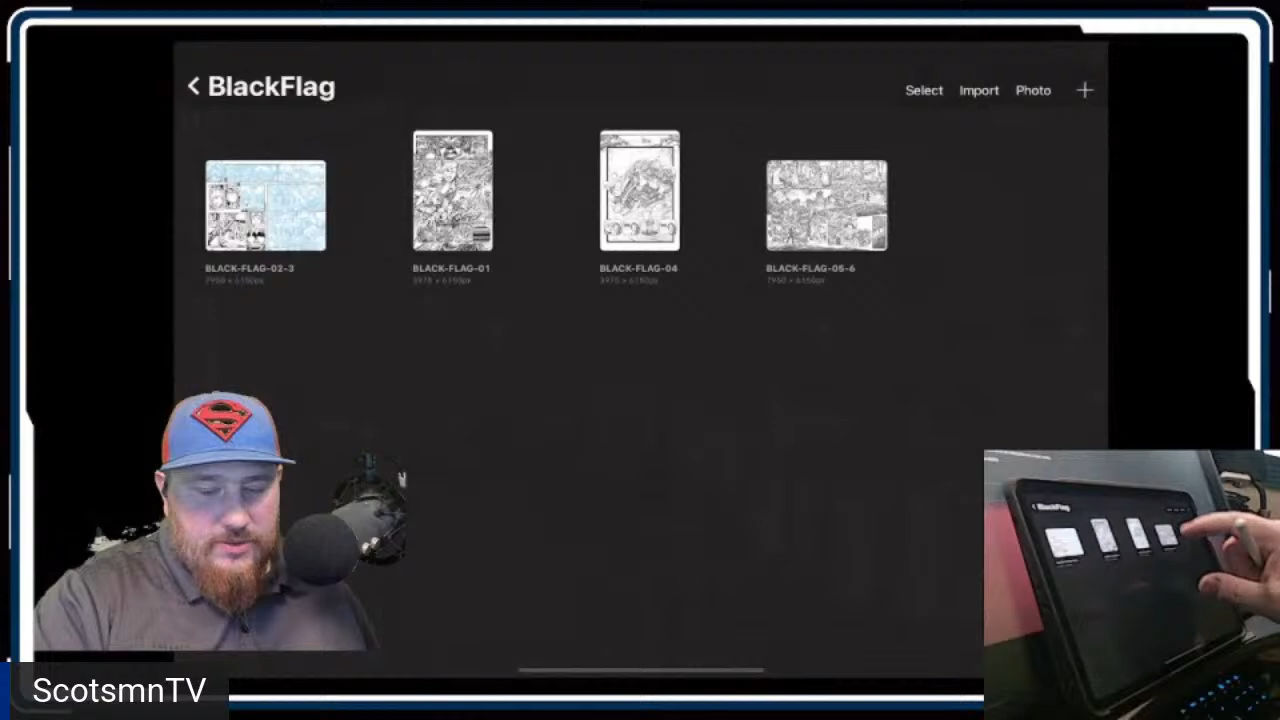 BlackFlag
Select Import Photo
BLACK-FLAG-02-3
BLACK-FLAG-01
BLACK-FLAG-04
BLACK-FLAG-05-6
BlackFlag
ScotsmnTV